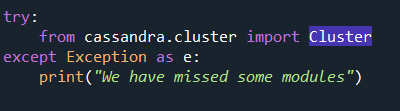 try:
    from cassandra.cluster import Cluster
except Exception as e:
    print("We have missed some modules")